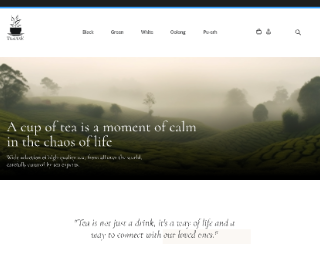 Black Green White Oolong Pu-erh
A cup of tea is a moment of calm
in the chaos of life
Wide selection of high quality teas from all over the world,
carefully curated by tea experts.
"Tea is not just a drink, it's a way of life and a
way to connect with our loved ones."